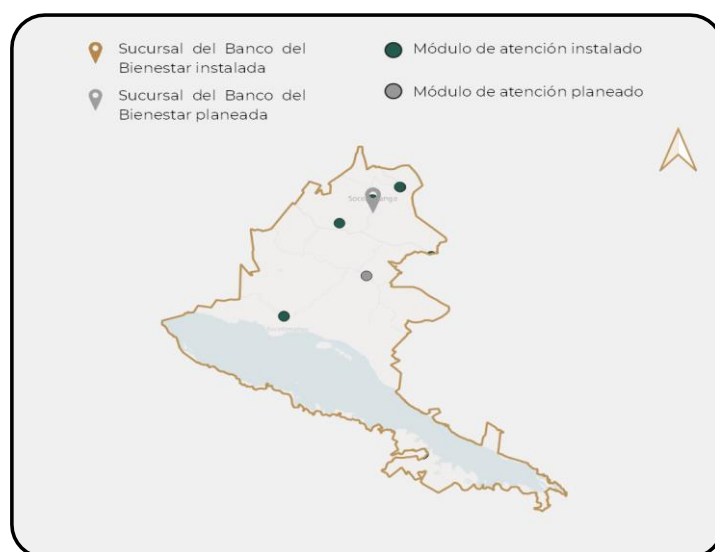 Sucursal del Banco del
Bienestar instalada
Módulo de atención instalado
Sucursal del Banco del
Bienestar planeada
Módulo de atención planeado